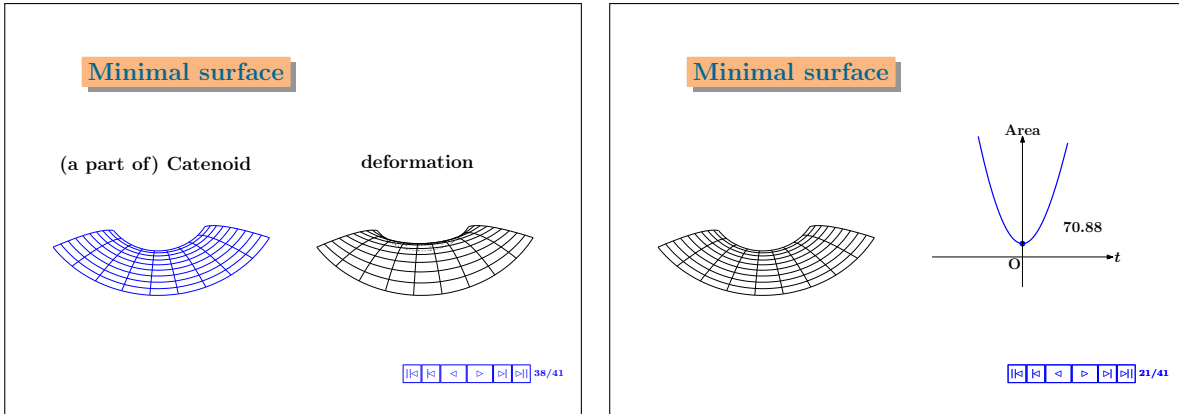 Minimal surface
(a part of) Catenoid
deformation
38/41
Minimal surface
Area
70.88
O
t
21/41